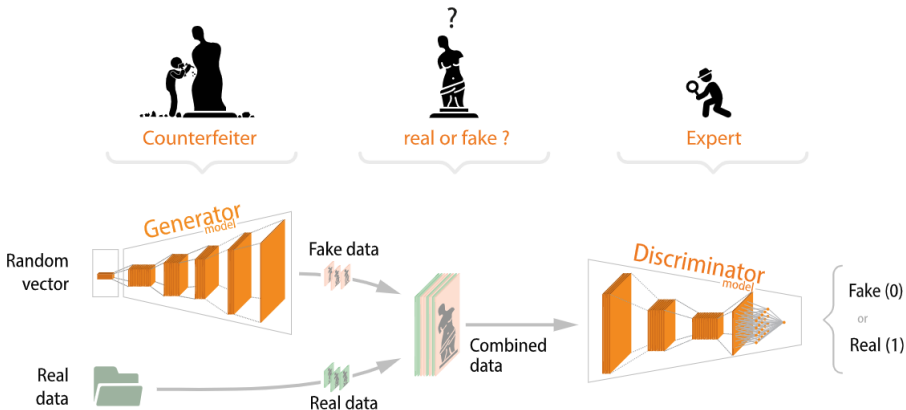 ?
Counterfeiter
real or fake ?
Expert
Generator
model
Random
vector
Fake data
Discriminator
model
Fake (0)
or
Real (1)
Combined
data
Real
data
Real data